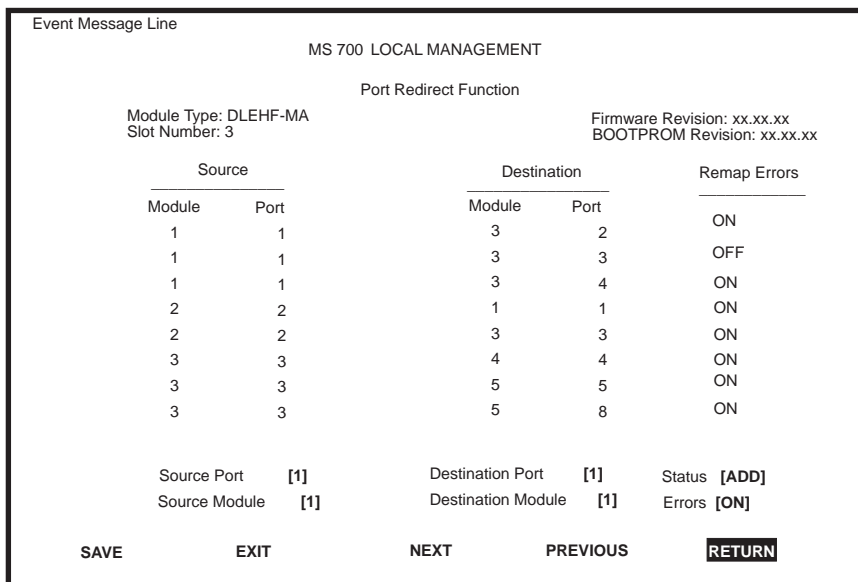 Event Message Line
MS 700 LOCAL MANAGEMENT
Port Redirect Function
Module Type: DLEHF-MA Firmware Revision: xx.xx.xx
Slot Number: 3 BOOTPROM Revision: xx.xx.xx
Source Destination Remap Errors
Module Port Module Port
1 1 3 2 ON
1 1 3 3 OFF
1 1 3 4 ON
2 2 1 1 ON
2 2 3 3 ON
3 3 4 4 ON
3 3 5 5 ON
3 3 5 8 ON
Source Port [1] Destination Port [1] Status [ADD]
Source Module [1] Destination Module [1] Errors [ON]
SAVE EXIT NEXT PREVIOUS RETURN